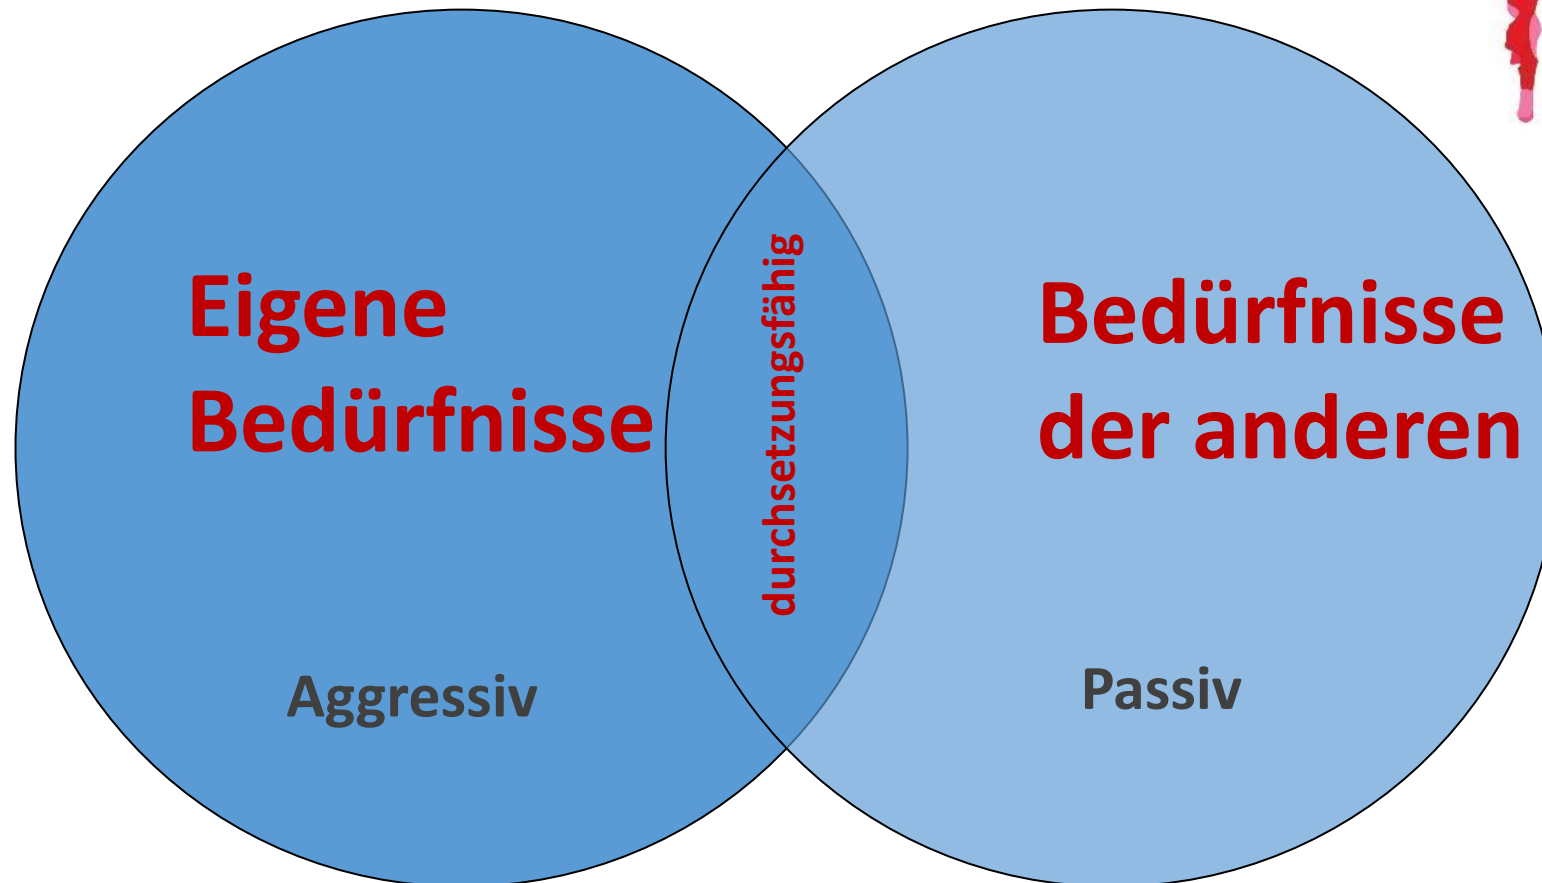 Eigene
Bedürfnisse
Aggressiv
durchsetzungsfähig
Bedürfnisse
der anderen
Passiv